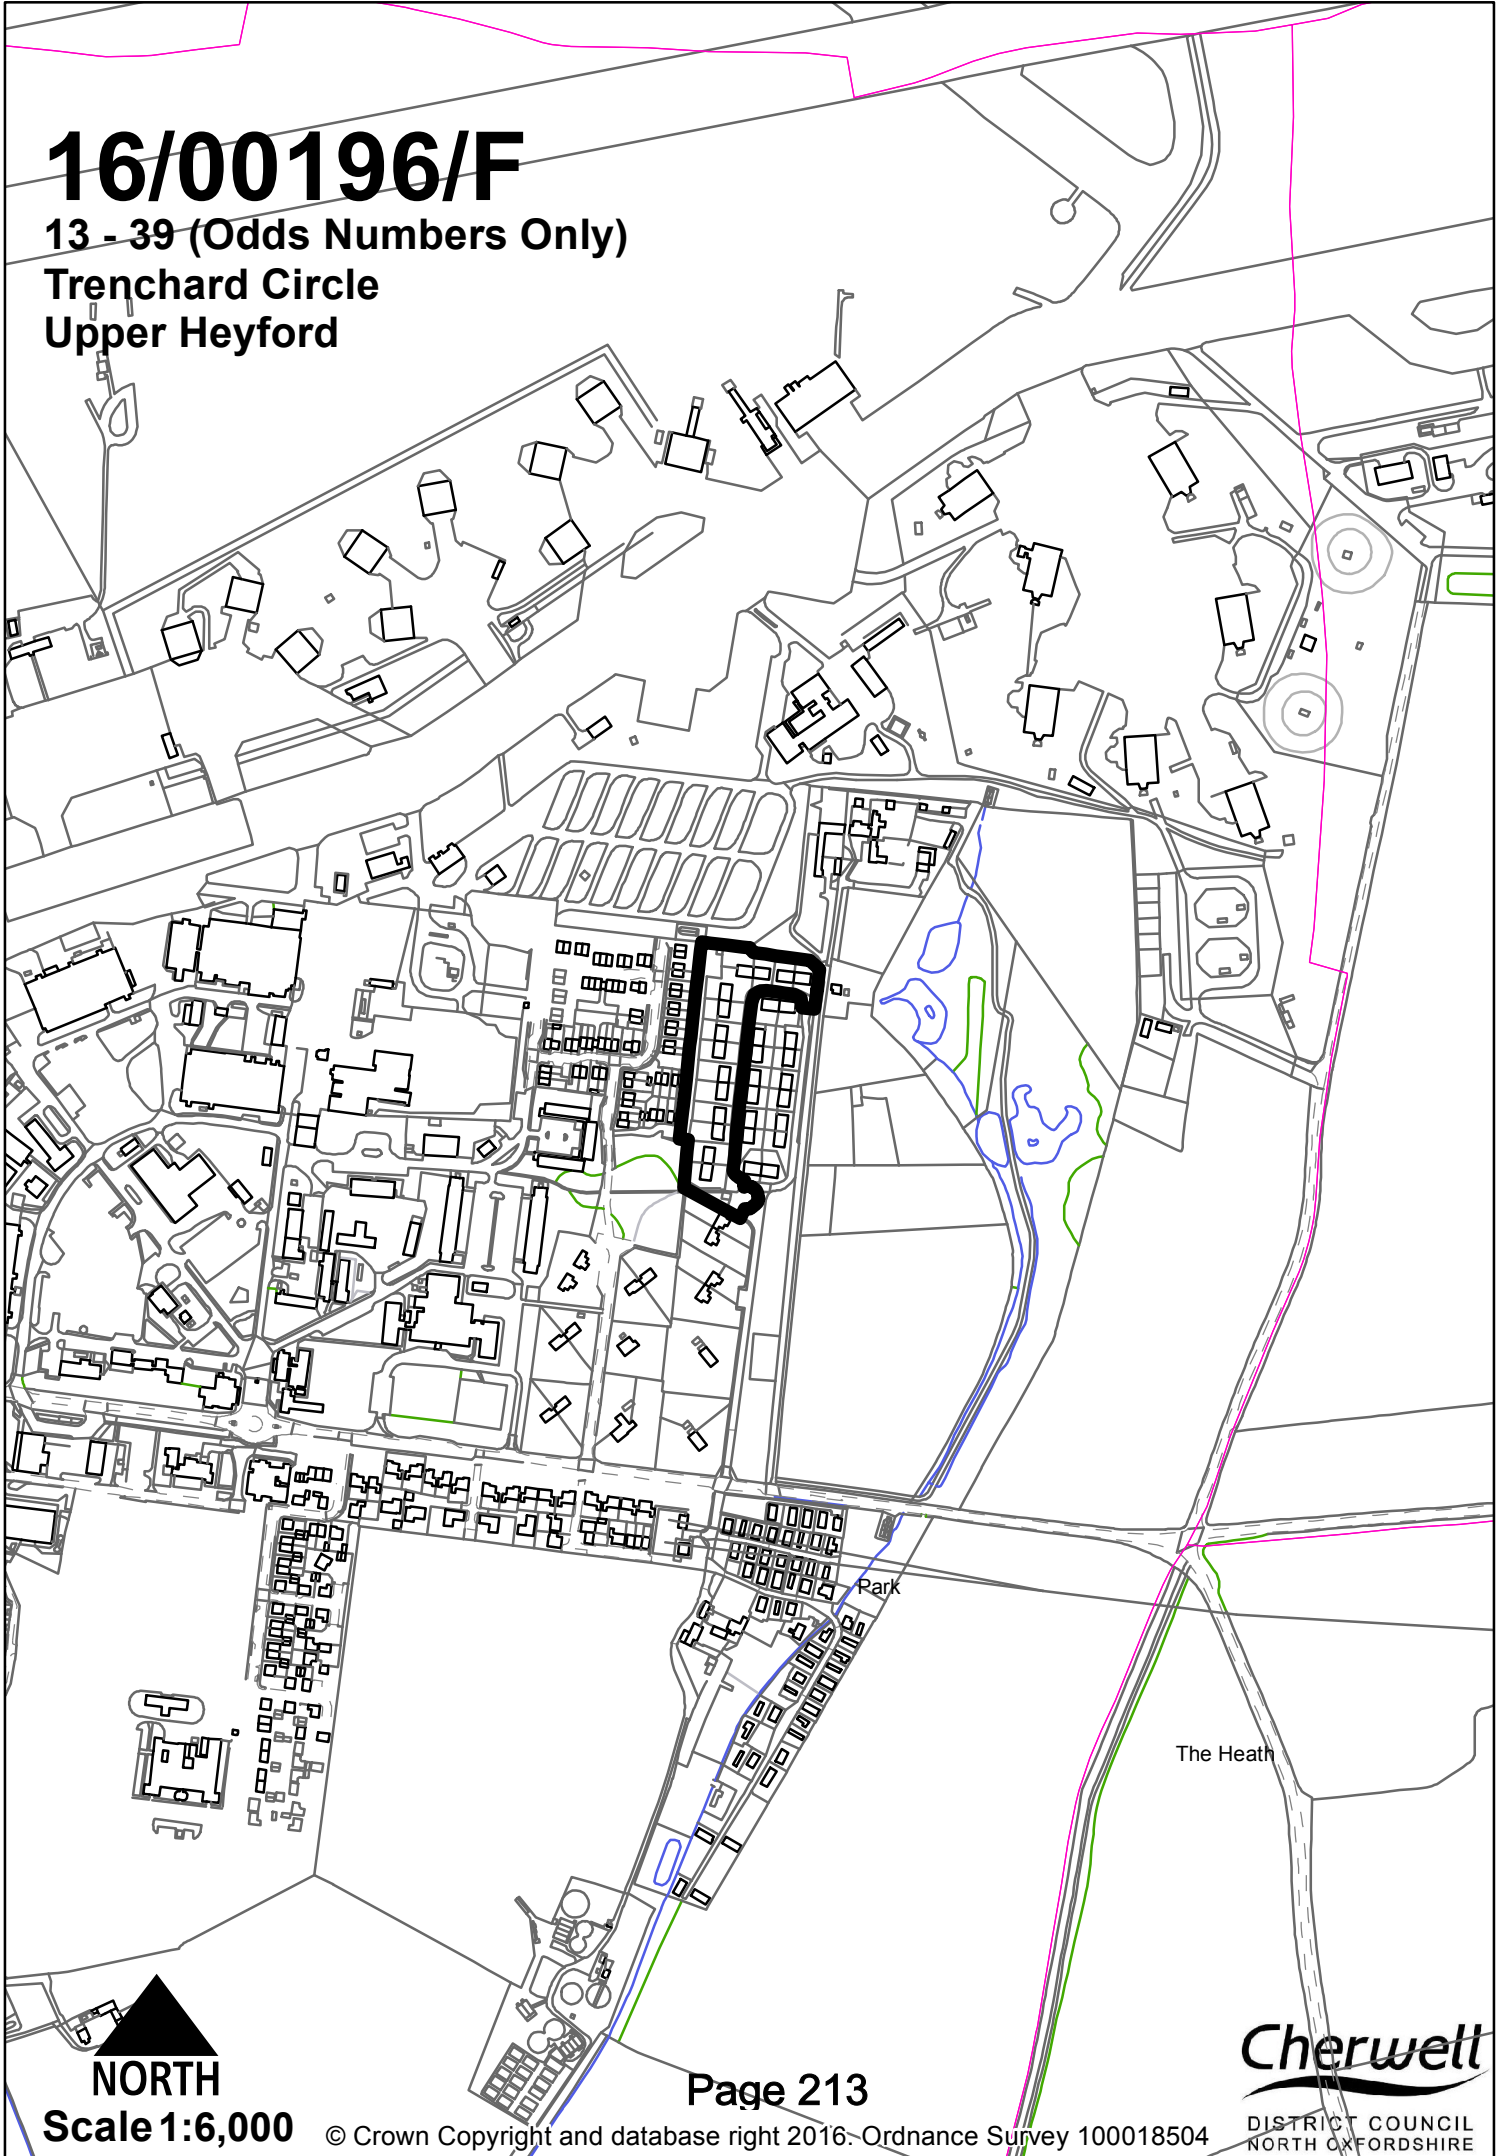 16/00196/F
13 - 39 (Odds Numbers Only)
Trenchard Circle
Upper Heyford
Park
The Heath
NORTH
Scale 1:6,000
Page 213
© Crown Copyright and database right 2016. Ordnance Survey 100018504
Cherwell
DISTRICT COUNCIL
NORTH OXFORDSHIRE